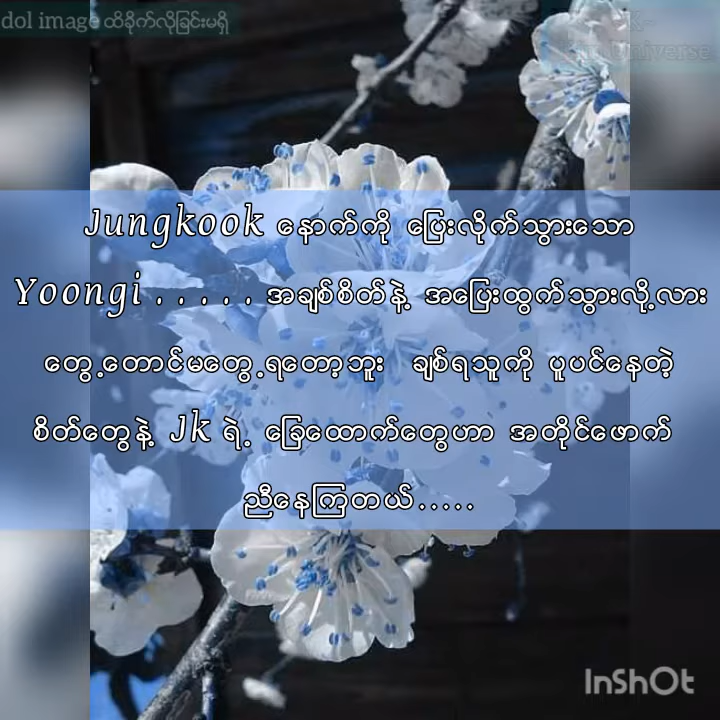 dol image ထိခိုက်လိုခြင်းမရှိ
Universe
Jungkook နောက်ကို ပြေးလိုက်သွားသော
Yoongi . . . . . အချစ်စိတ်နဲ့ အပြေးထွက်သွားလို့လား
တွေ့တောင်မတွေ့ရတော့ဘူး ချစ်ရသူကို ပူပင်နေတဲ့
စိတ်တွေနဲ့ Jk ရဲ့ ခြေထောက်တွေဟာ အတိုင်ဖောက်
ညီနေကြတယ်.....
InShOt